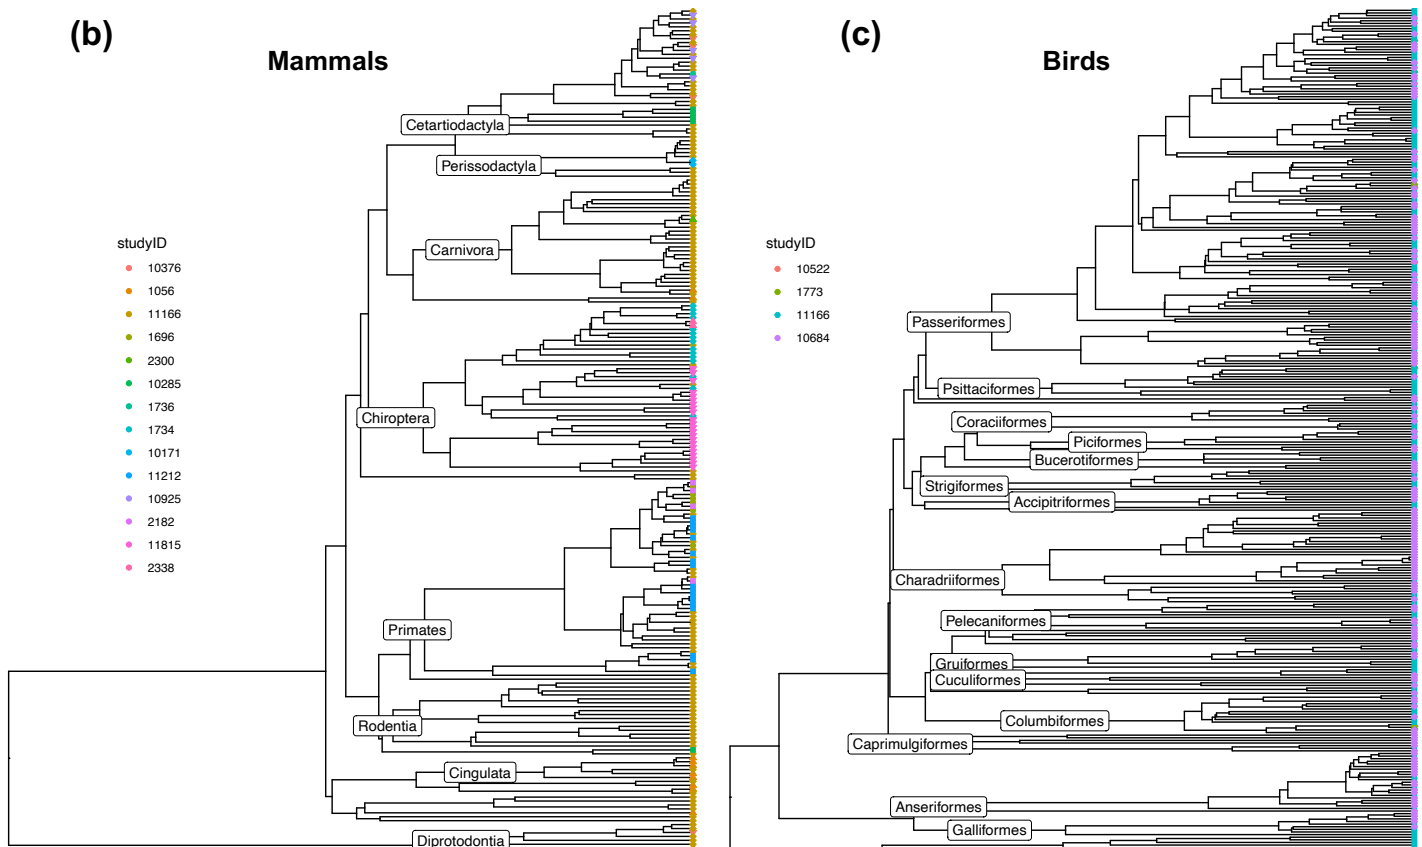 (b)
Mammals
Cetartiodactyla
Perissodactyla
Carnivora
Chiroptera
Primates
Rodentia
Cingulata
Diprotodontia
studyID
10376
1056
11166
1696
2300
10285
1736
1734
10171
11212
10925
2182
11815
2338
(c)
Birds
studyID
10522
1773
11166
10684
Passeriformes
Psittaciformes
Coraciiformes
Piciformes
Bucerotiformes
Strigiformes
Accipitriformes
Charadriiformes
Pelecaniformes
Gruiformes
Cuculiformes
Columbiformes
Caprimulgiformes
Anseriformes
Galliformes